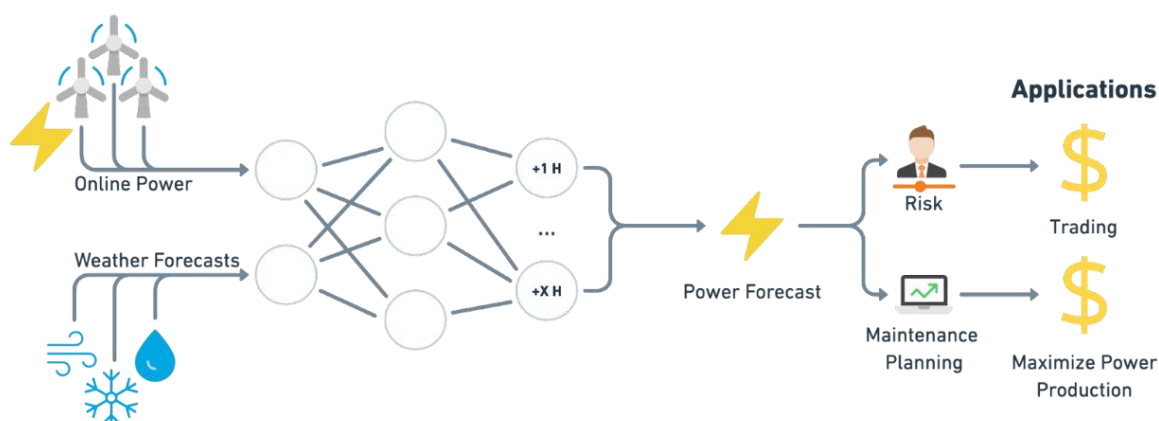 Applications
Online Power
Weather Forecasts
+1 H
...
+X H
Power Forecast
Risk
Trading
Maintenance
Planning
Maximize Power
Production